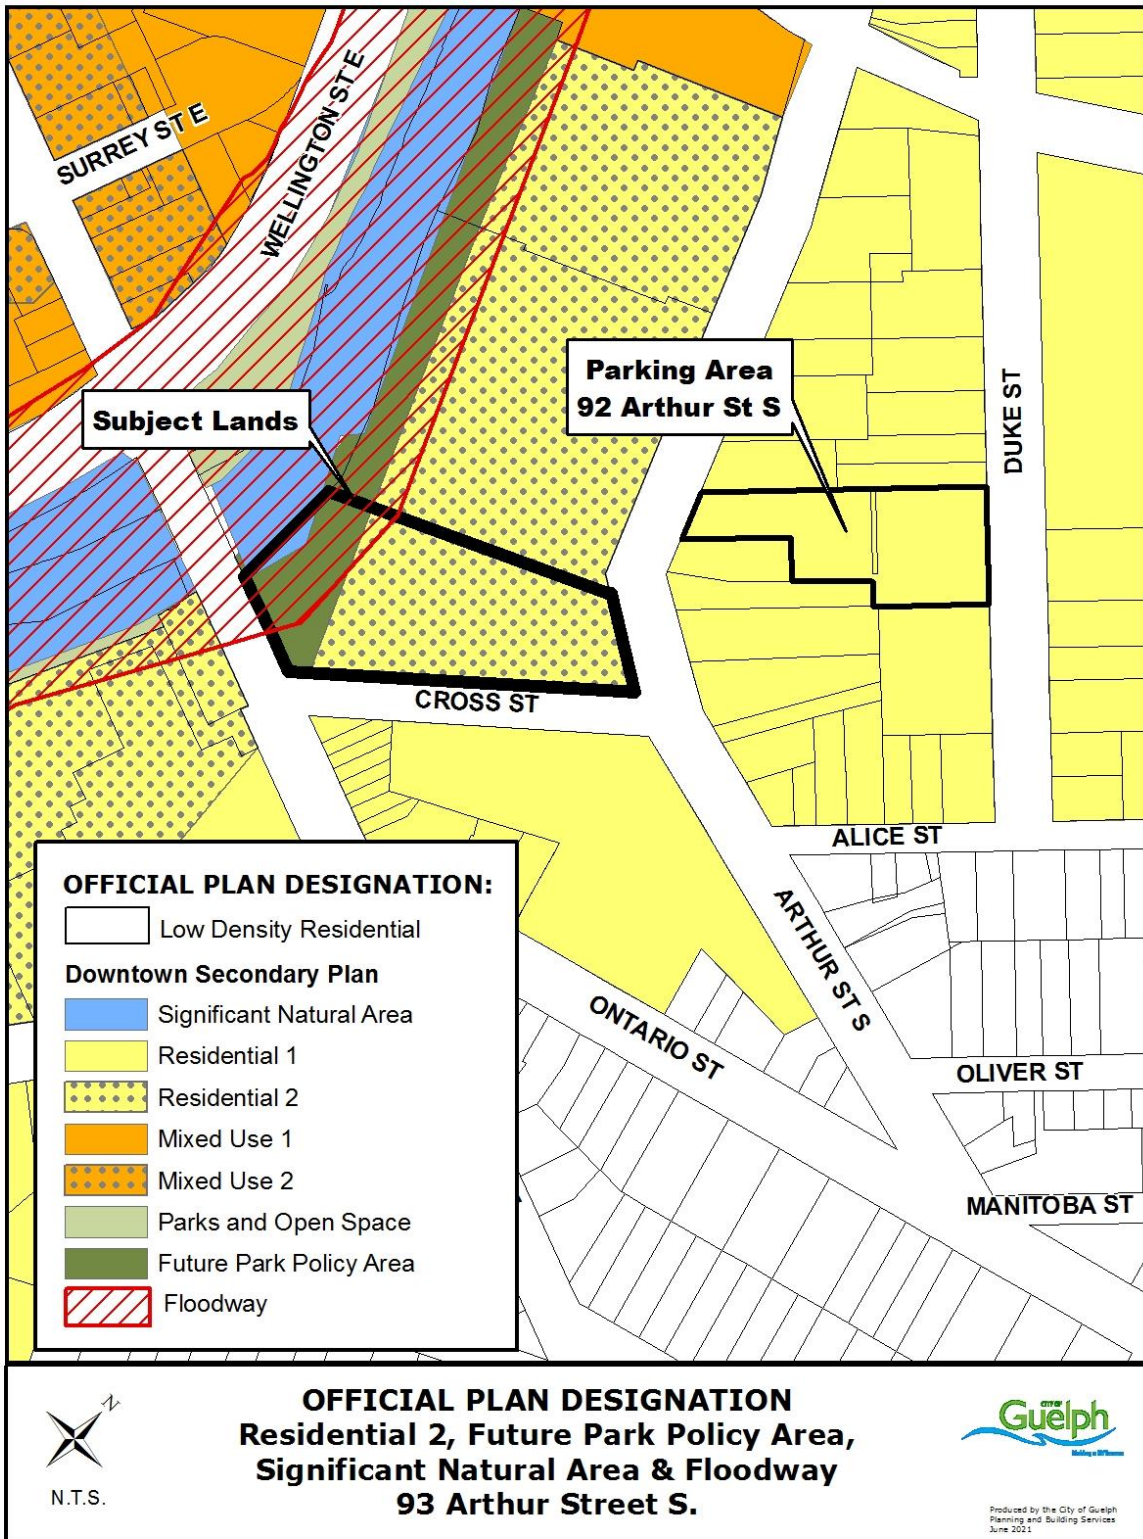 SURREY ST E
WELLINGTON ST E
Subject Lands
Parking Area
92 Arthur St S
DUKE ST
CROSS ST
ALICE ST
ARTHUR ST S
ONTARIO ST
OLIVER ST
MANITOBA ST
OFFICIAL PLAN DESIGNATION:
Low Density Residential
Downtown Secondary Plan
Significant Natural Area
Residential 1
Residential 2
Mixed Use 1
Mixed Use 2
Parks and Open Space
Future Park Policy Area
Floodway
N
N.T.S.
OFFICIAL PLAN DESIGNATION
Residential 2, Future Park Policy Area,
Significant Natural Area & Floodway
93 Arthur Street S.
CITY OF
Guelph
Making a Difference
Produced by the City of Guelph
Planning and Building Services
June 2021